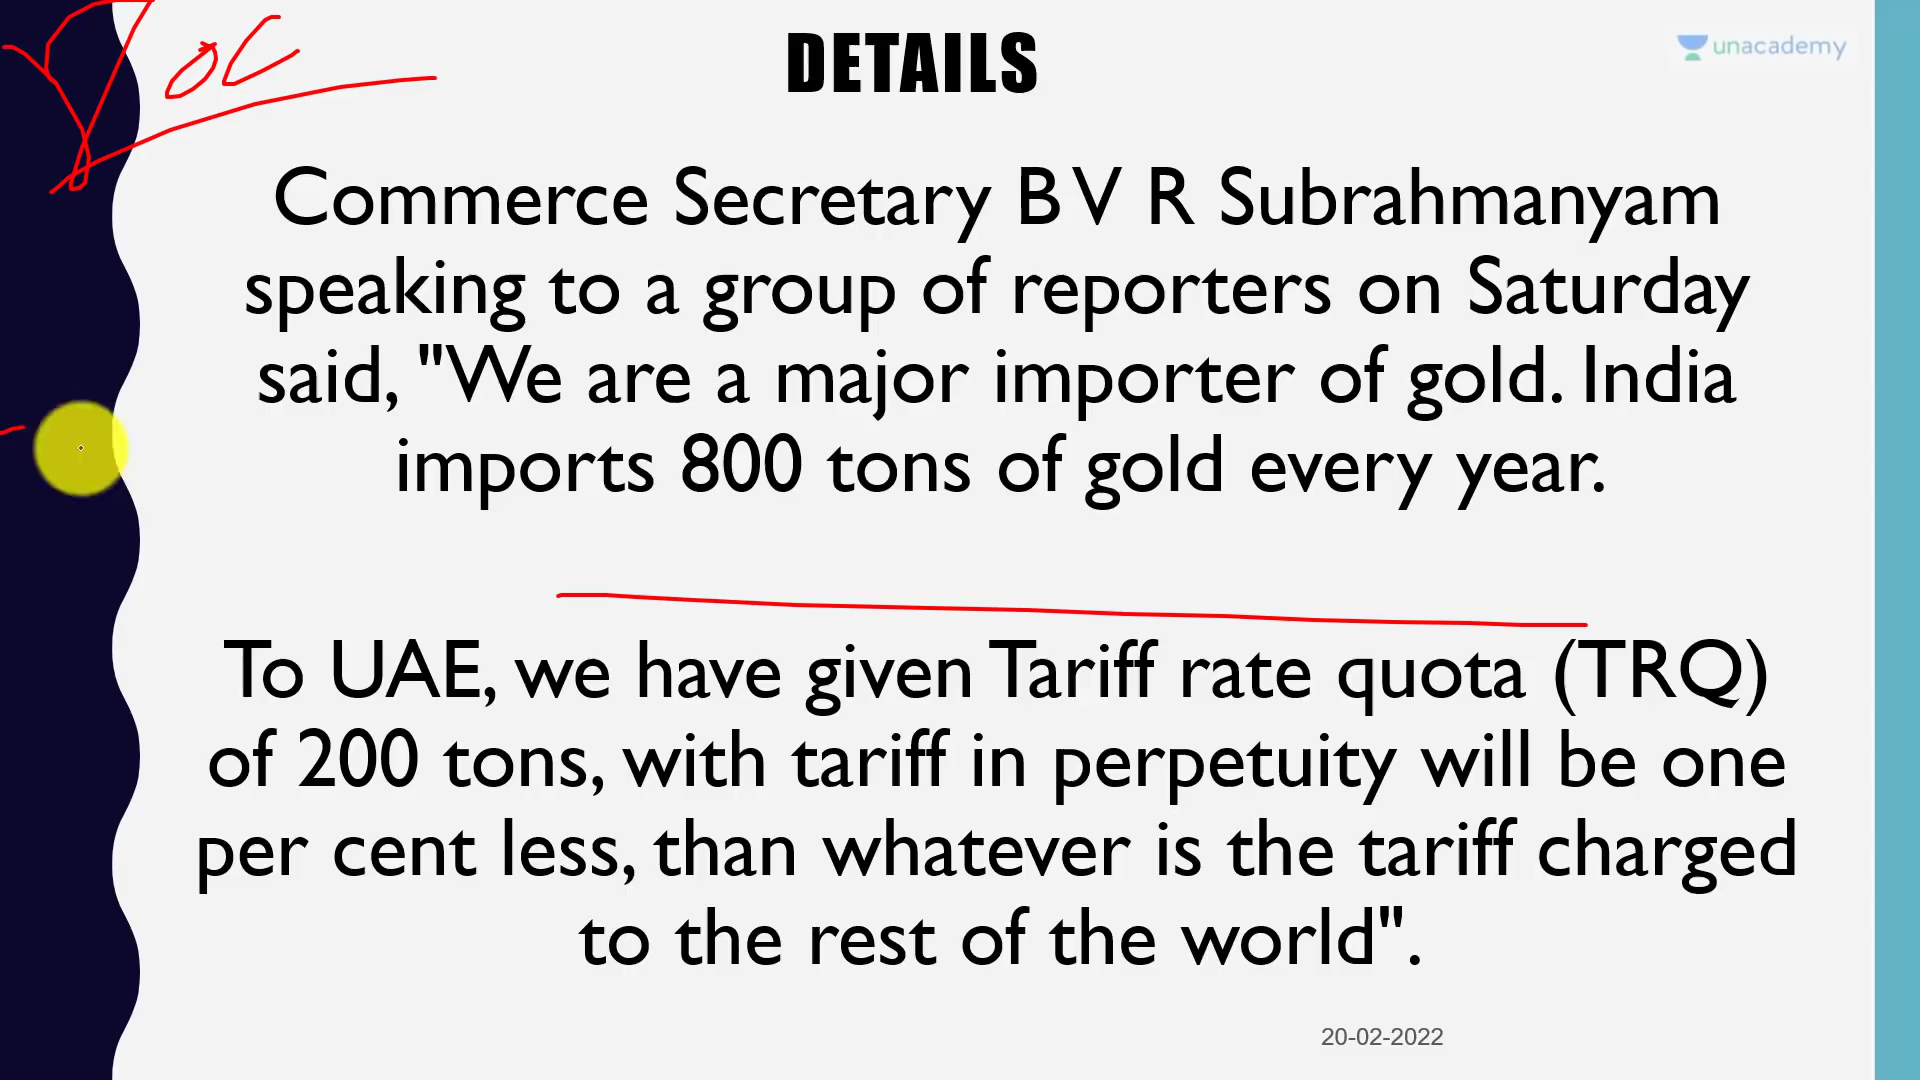 DETAILS
unacademy
Commerce Secretary B V R Subrahmanyam
speaking to a group of reporters on Saturday
said, "We are a major importer of gold. India
imports 800 tons of gold every year.
To UAE, we have given Tariff rate quota (TRQ)
of 200 tons, with tariff in perpetuity will be one
per cent less, than whatever is the tariff charged
to the rest of the world".
20-02-2022